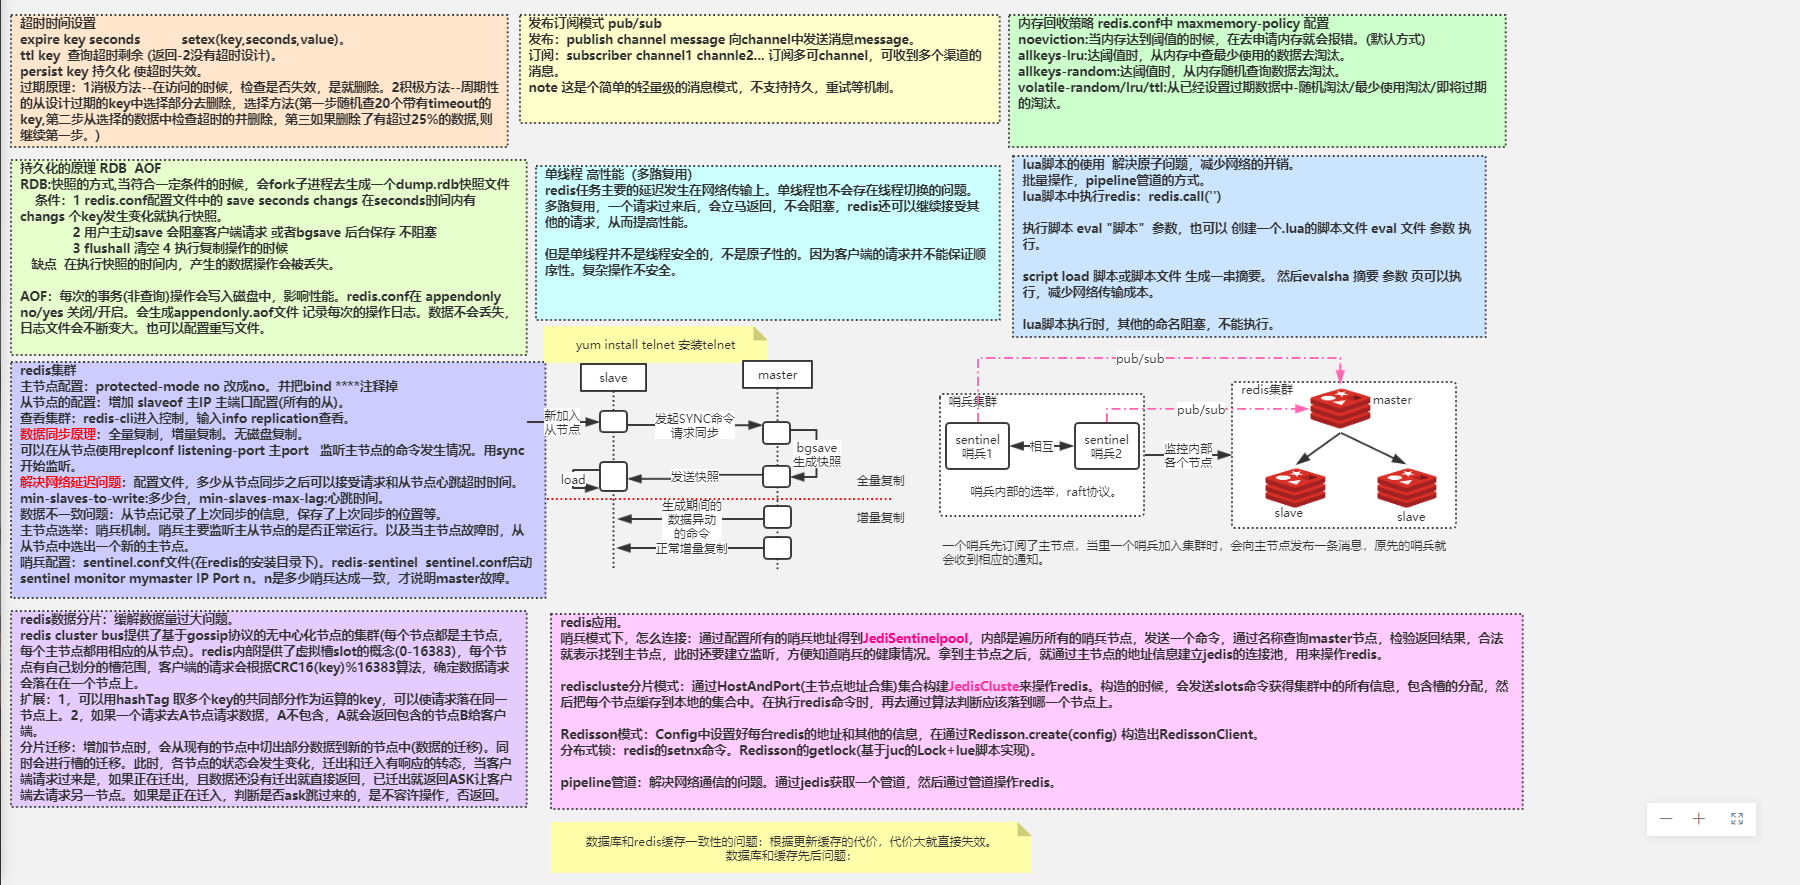 超时时间设置
expire key seconds setex(key,seconds,value)。
ttl key 查询超时剩余 (返回-2没有超时设计)。
persist key 持久化 使超时失效。
过期原理：1消极方法--在访问的时候，检查是否失效，是就删除。2积极方法--周期性
的从设计过期的key中选择部分去删除，选择方法(第一步随机查20个带有timeout的
key,第二步从选择的数据中检查超时的并删除，第三如果删除了有超过25%的数据,则
继续第一步。)
发布订阅模式 pub/sub
发布：publish channel message 向channel中发送消息message。
订阅：subscriber channel1 channle2... 订阅多可channel，可收到多个渠道的
消息。
note 这是个简单的轻量级的消息模式，不支持持久，重试等机制。
内存回收策略 redis.conf中 maxmemory-policy 配置
noeviction:当内存达到阈值的时候，在去申请内存就会报错。(默认方式)
allkeys-lru:达阈值时，从内存中查最少使用的数据去淘汰。
allkeys-random:达阈值时，从内存随机查询数据去淘汰。
volatile-random/lru/ttl:从已经设置过期数据中-随机淘汰/最少使用淘汰/即将过期
的淘汰。
持久化的原理 RDB AOF
RDB:快照的方式,当符合一定条件的时候，会fork子进程去生成一个dump.rdb快照文件
条件：1 redis.conf配置文件中的 save seconds changs 在seconds时间内有
changs 个key发生变化就执行快照。
2 用户主动save 会阻塞客户端请求 或者bgsave 后台保存 不阻塞
3 flushall 清空 4 执行复制操作的时候
缺点 在执行快照的时间内，产生的数据操作会被丢失。
AOF：每次的事务(非查询)操作会写入磁盘中，影响性能。redis.conf在 appendonly
no/yes 关闭/开启。会生成appendonly.aof文件 记录每次的操作日志。数据不会丢失，
日志文件会不断变大。也可以配置重写文件。
单线程 高性能（多路复用）
redis任务主要的延迟发生在网络传输上。单线程也不会存在线程切换的问题。
多路复用，一个请求过来后，会立马返回，不会阻塞，redis还可以继续接受其
他的请求，从而提高性能。
但是单线程并不是线程安全的，不是原子性的。因为客户端的请求并不能保证顺
序性。复杂操作不安全。
lua脚本的使用 解决原子问题，减少网络的开销。
批量操作，pipeline管道的方式。
lua脚本中执行redis：redis.call('')
执行脚本 eval "脚本" 参数，也可以 创建一个.lua的脚本文件 eval 文件 参数 执
行。
script load 脚本或脚本文件 生成一串摘要。 然后evalsha 摘要 参数 页可以执
行，减少网络传输成本。
lua脚本执行时，其他的命名阻塞，不能执行。
yum install telnet 安装telnet
redis集群
主节点配置：protected-mode no 改成no。并把bind ****注释掉
从节点的配置：增加 slaveof 主IP 主端口配置(所有的从)。
查看集群：redis-cli进入控制，输入info replication查看。
数据同步原理：全量复制，增量复制。无磁盘复制。
可以在从节点使用replconf listening-port 主port 监听主节点的命令发生情况。用sync
开始监听。
解决网络延迟问题：配置文件，多少从节点同步之后可以接受请求和从节点心跳超时时间。
min-slaves-to-write:多少台，min-slaves-max-lag:心跳时间。
数据不一致问题：从节点记录了上次同步的信息，保存了上次同步的位置等。
主节点选举：哨兵机制。哨兵主要监听主从节点的是否正常运行。以及当主节点故障时，从
从节点中选出一个新的主节点。
哨兵配置：sentinel.conf文件(在redis的安装目录下)。redis-sentinel sentinel.conf启动
sentinel monitor mymaster IP Port n。n是多少哨兵达成一致，才说明master故障。
slave
master
新加入
从节点
发起SYNC命令
请求同步
bgsave
生成快照
load
发送快照
全量复制
生成期间的
数据异动
的命令
增量复制
正常增量复制
pub/sub
哨兵集群
pub/sub
sentinel
哨兵1
相互
sentinel
哨兵2
监控内部
各个节点
哨兵内部的选举，raft协议。
redis集群
master
slave
slave
一个哨兵先订阅了主节点，当里一个哨兵加入集群时，会向主节点发布一条消息，原先的哨兵就
会收到相应的通知。
redis数据分片：缓解数据量过大问题。
redis cluster bus提供了基于gossip协议的无中心化节点的集群(每个节点都是主节点，
每个主节点都用相应的从节点)。redis内部提供了虚拟槽slot的概念(0-16383)，每个节
点有自己划分的槽范围，客户端的请求会根据CRC16(key)%16383算法，确定数据请求
会落在在一个节点上。
扩展：1，可以用hashTag 取多个key的共同部分作为运算的key，可以使请求落在同一
节点上。2，如果一个请求去A节点请求数据，A不包含，A就会返回包含的节点B给客户
端。
分片迁移：增加节点时，会从现有的节点中切出部分数据到新的节点中(数据的迁移)。同
时会进行槽的迁移。此时，各节点的状态会发生变化，迁出和迁入有响应的转态，当客户
端请求过来是，如果正在迁出，且数据还没有迁出就直接返回，已迁出就返回ASK让客户
端去请求另一节点。如果是正在迁入，判断是否ask跳过来的，是不容许操作，否返回。
redis应用。
哨兵模式下，怎么连接：通过配置所有的哨兵地址得到JediSentinelpool，内部是遍历所有的哨兵节点，发送一个命令，通过名称查询master节点，检验返回结果，合法
就表示找到主节点，此时还要建立监听，方便知道哨兵的健康情况。拿到主节点之后，就通过主节点的地址信息建立jedis的连接池，用来操作redis。
rediscluste分片模式：通过HostAndPort(主节点地址合集)集合构建JedisCluste来操作redis。构造的时候，会发送slots命令获得集群中的所有信息，包含槽的分配，然
后把每个节点缓存到本地的集合中。在执行redis命令时，再去通过算法判断应该落到哪一个节点上。
Redisson模式：Config中设置好每台redis的地址和其他的信息，在通过Redisson.create(config) 构造出RedissonClient。
分布式锁：redis的setnx命令。Redisson的getlock(基于juc的Lock+lue脚本实现)。
pipeline管道：解决网络通信的问题。通过jedis获取一个管道，然后通过管道操作redis。
数据库和redis缓存一致性的问题：根据更新缓存的代价，代价大就直接失效。
数据库和缓存先后问题：